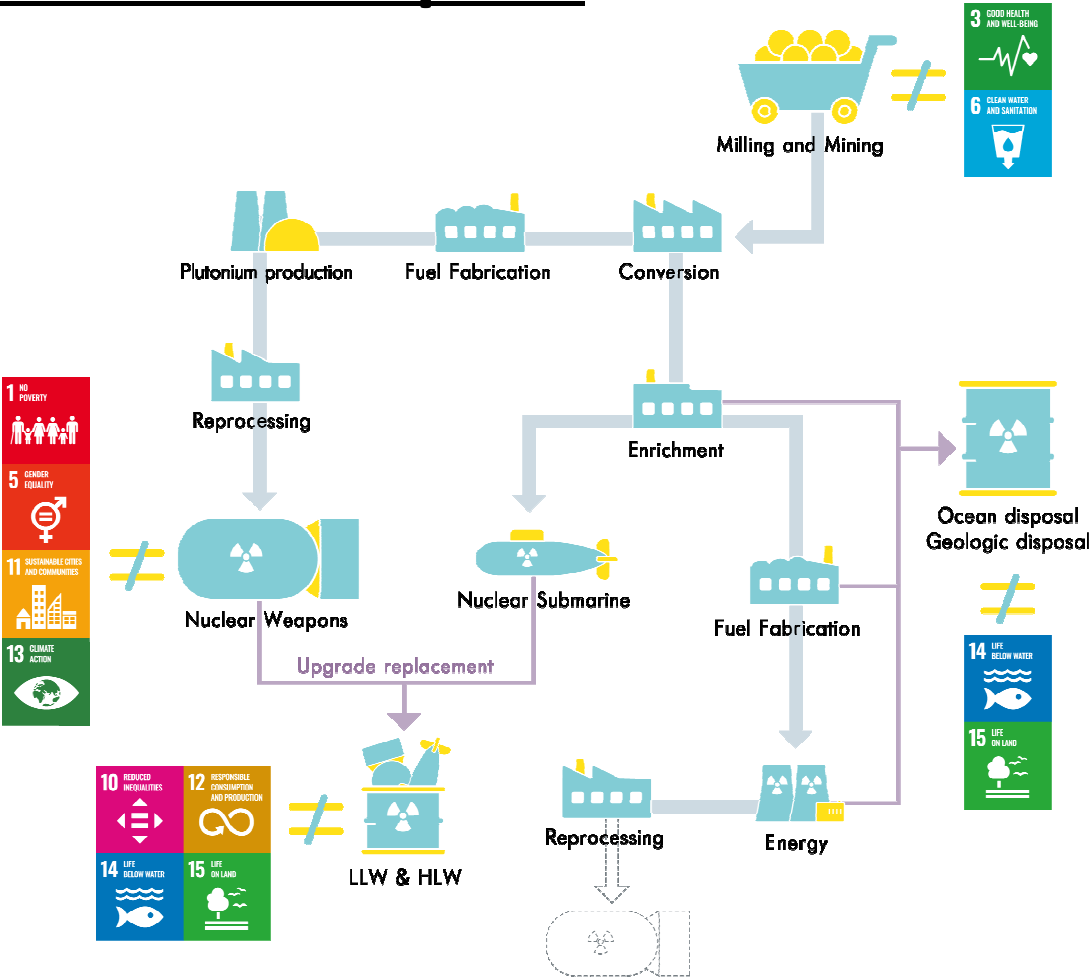 3 GOOD HEALTH
AND WELL-BEING
6 CLEAN WATER
AND SANITATION
Milling and Mining
Plutonium production
Fuel Fabrication
Conversion
Reprocessing
Enrichment
1 NO
POVERTY
5 GENDER
EQUALITY
11 SUSTAINABLE CITIES
AND COMMUNITIES
13 CLIMATE
ACTION
Nuclear Weapons
Nuclear Submarine
Fuel Fabrication
Ocean disposal
Geologic disposal
14 LIFE
BELOW WATER
15 LIFE
ON LAND
Upgrade replacement
10 REDUCED
INEQUALITIES
12 RESPONSIBLE
CONSUMPTION
AND PRODUCTION
14 LIFE
BELOW WATER
15 LIFE
ON LAND
LLW & HLW
Reprocessing
Energy